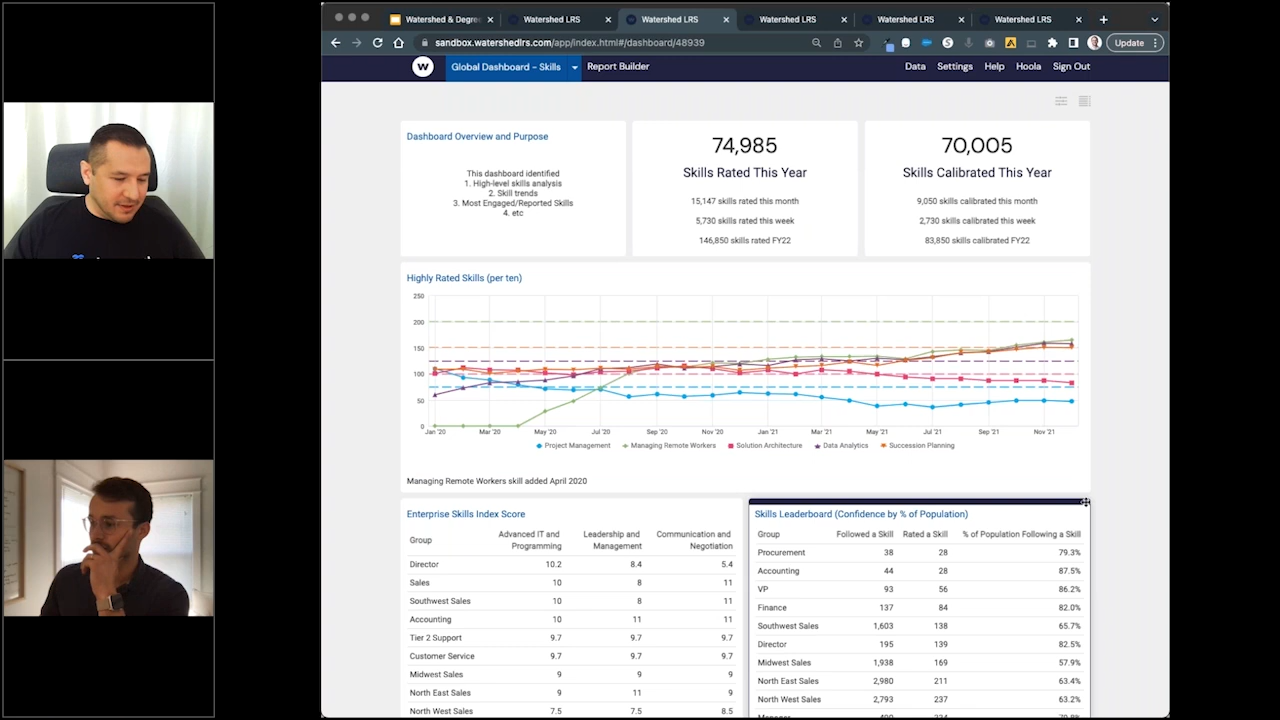 Watershed & Degre
Watershed LRS
Watershed LRS
Watershed LRS
Watershed LRS
Watershed LRS
sandbox.watershedlrs.com/app/index.html#/dashboard/48939
Update
W
Global Dashboard – Skills
Report Builder
Data
Settings
Help
Hoola
Sign Out
Dashboard Overview and Purpose
This dashboard identified
1. High-level skills analysis
2. Skill trends
3. Most Engaged/Reported Skills
4. etc
74,985
Skills Rated This Year
15,147 skills rated this month
5,730 skills rated this week
146,850 skills rated FY22
70,005
Skills Calibrated This Year
9,050 skills calibrated this month
2,730 skills calibrated this week
83,850 skills calibrated FY22
Highly Rated Skills (per ten)
250
200
150
100
75
50
0
Jan '20 Mar '20 May '20 Jul '20 Sep '20 Nov '20 Jan '21 Mar '21 May '21 Jul '21 Sep '21 Nov '21
Project Management Managing Remote Workers Solution Architecture Data Analytics Succession Planning
Managing Remote Workers skill added April 2020
Enterprise Skills Index Score
Group Advanced IT and Programming Leadership and Management Communication and Negotiation
Director 10.2 8.4 5.4
Sales 10 8 11
Southwest Sales 10 8 11
Accounting 10 11 11
Tier 2 Support 9.7 9.7 9.7
Customer Service 9.7 9.7 9.7
Midwest Sales 9 9 9
North East Sales 9 11 9
North West Sales 7.5 7.5 8.5
Skills Leaderboard (Confidence by % of Population)
Group Followed a Skill Rated a Skill % of Population Following a Skill
Procurement 38 28 79.3%
Accounting 44 28 87.5%
VP 93 56 86.2%
Finance 137 84 82.0%
Southwest Sales 1,603 138 65.7%
Director 195 139 82.5%
Midwest Sales 1,938 169 57.9%
North East Sales 2,980 211 63.4%
North West Sales 2,793 237 63.2%